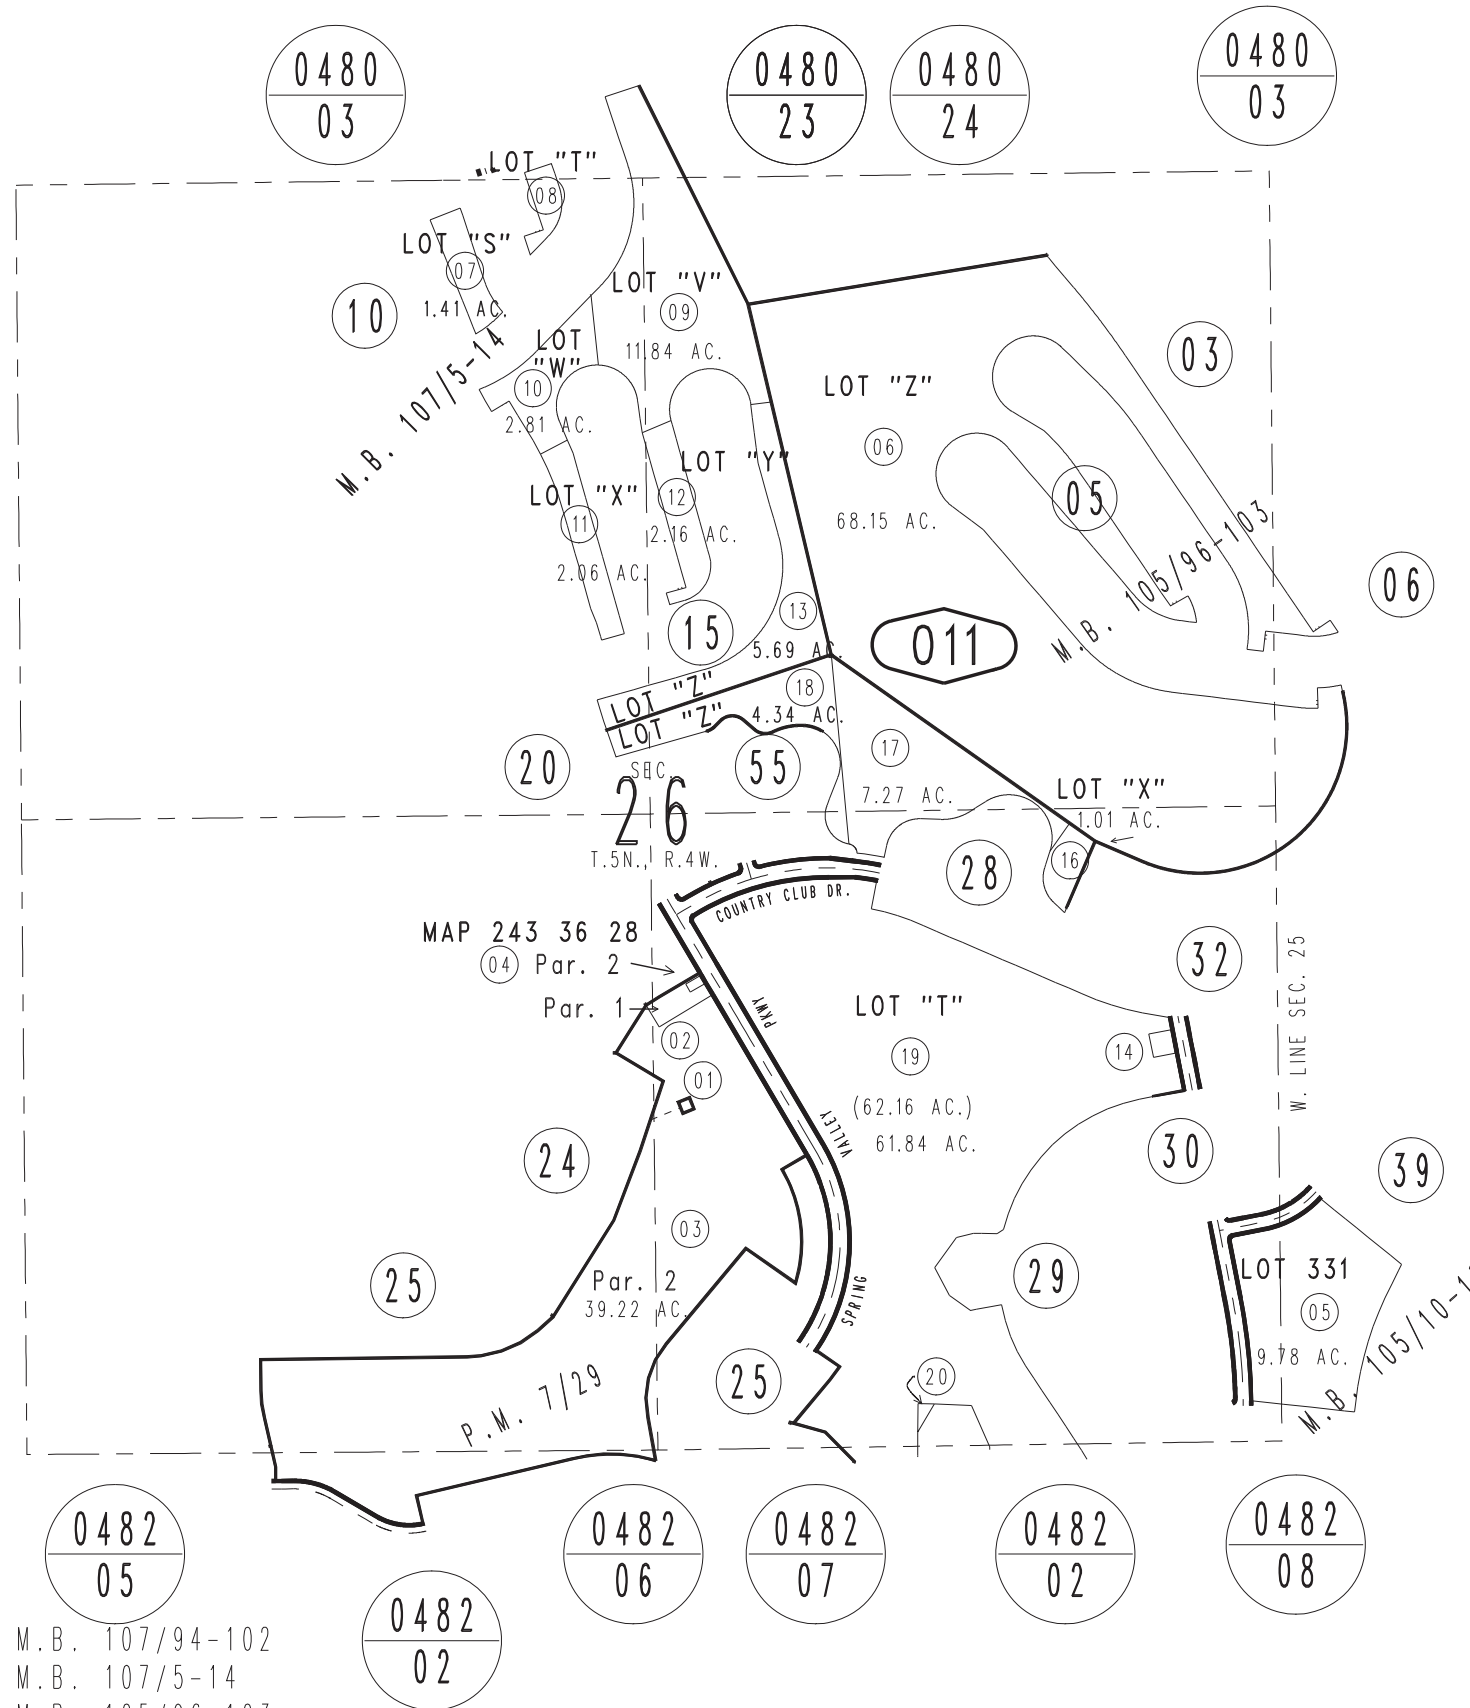 0480
03
0480
23
0480
24
0480
03
LOT "T"
08
LOT "S"
07
1.41 AC.
10
LOT "V"
09
11.84 AC.
LOT
"W"
10
2.81 AC.
M.B. 107/5-14
LOT "Z"
06
68.15 AC.
03
05
M.B. 105/96-103
06
LOT "Y"
12
2.16 AC.
LOT "X"
11
2.06 AC.
15
13
5.69 AC.
011
LOT "Z"
18
LOT "Z"
4.34 AC.
20
SEC.
26
T.5N., R.4W.
55
17
7.27 AC.
LOT "X"
1.01 AC.
16
28
COUNTRY CLUB DR.
MAP 243 36 28
04 Par. 2
Par. 1
02
01
PKWY
VALLEY
SPRING
LOT "T"
19
(62.16 AC.)
61.84 AC.
14
32
W. LINE SEC. 25
30
39
24
03
Par. 2
39.22 AC.
25
P.M. 7/29
25
29
20
LOT 331
05
9.78 AC.
M.B. 105/10-
0482
05
0482
06
0482
07
0482
02
0482
08
0482
02
M.B. 107/94-102
M.B. 107/5-14
M.B. 105/96-103